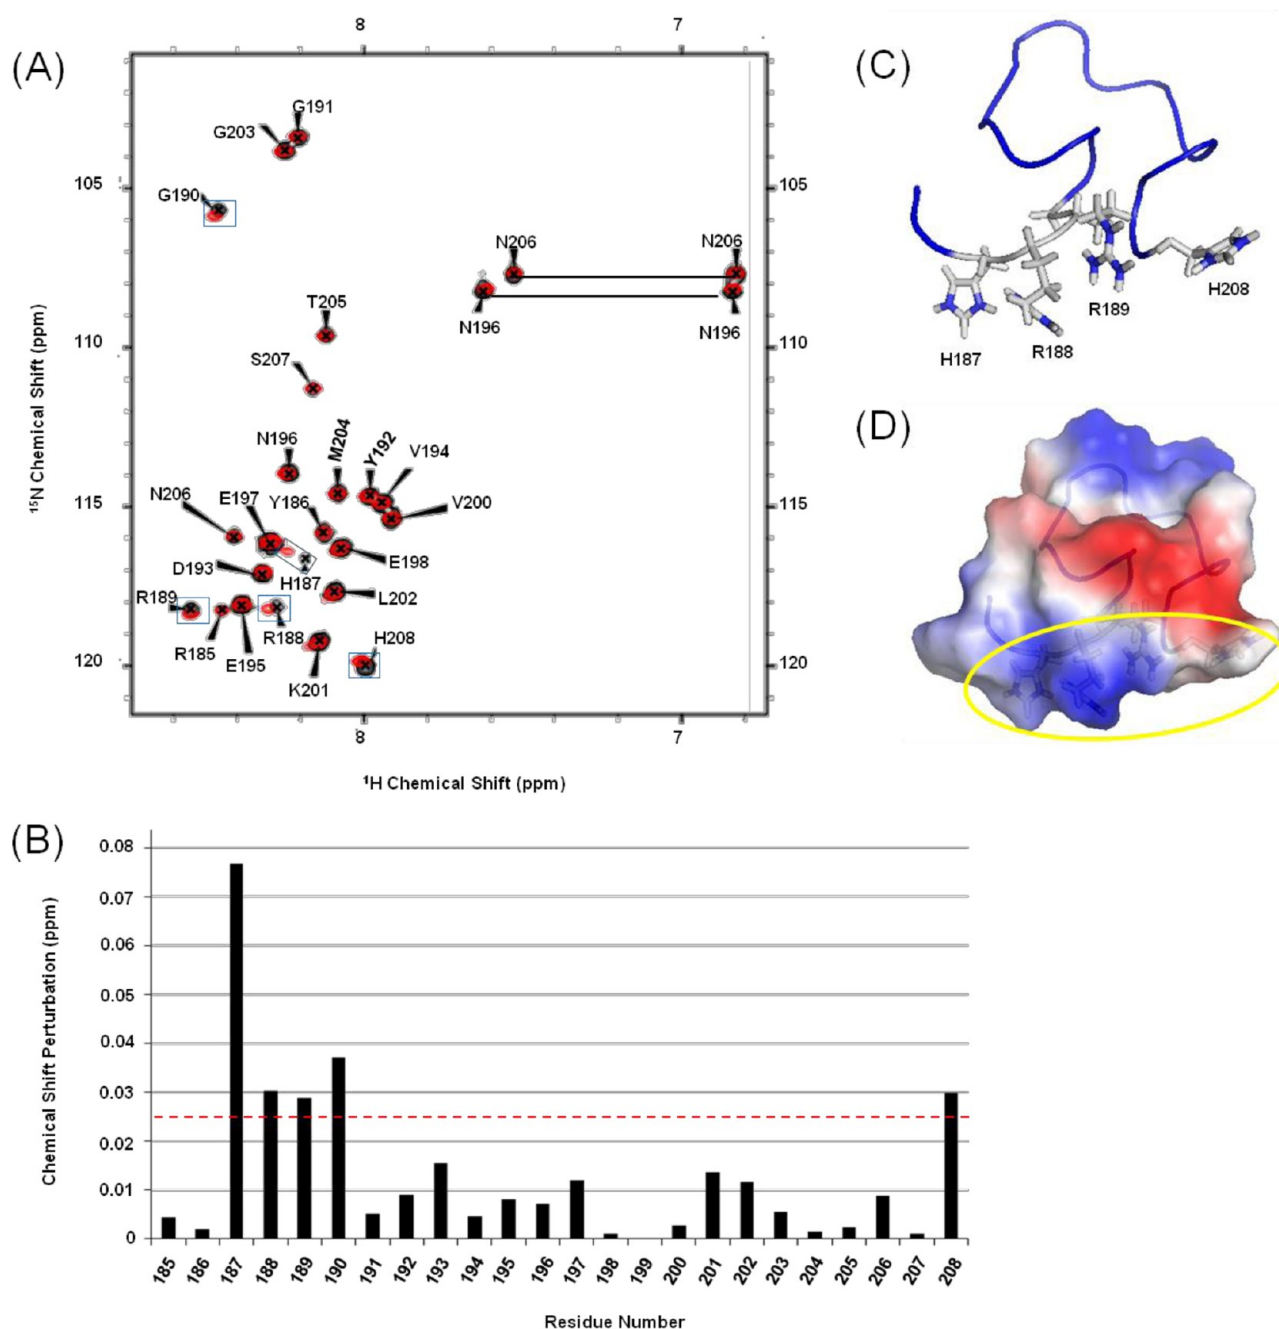 (A)
8
7
G191
G203
G190
105
105
N206
N206
N196
N196
T205
110
110
S207
M204
Y192
N196
V194
N206
E197
Y186
V200
115
115
E198
D193
H187
R189
L202
R188
H208
R185
E195
K201
120
120
8
7
¹⁵N Chemical Shift (ppm)
¹H Chemical Shift (ppm)
(C)
H187
R188
R189
H208
(D)
(B)
0.08
0.07
0.06
0.05
0.04
0.03
0.02
0.01
0
Chemical Shift Perturbation (ppm)
185 186 187 188 189 190 191 192 193 194 195 196 197 198 199 200 201 202 203 204 205 206 207 208
Residue Number